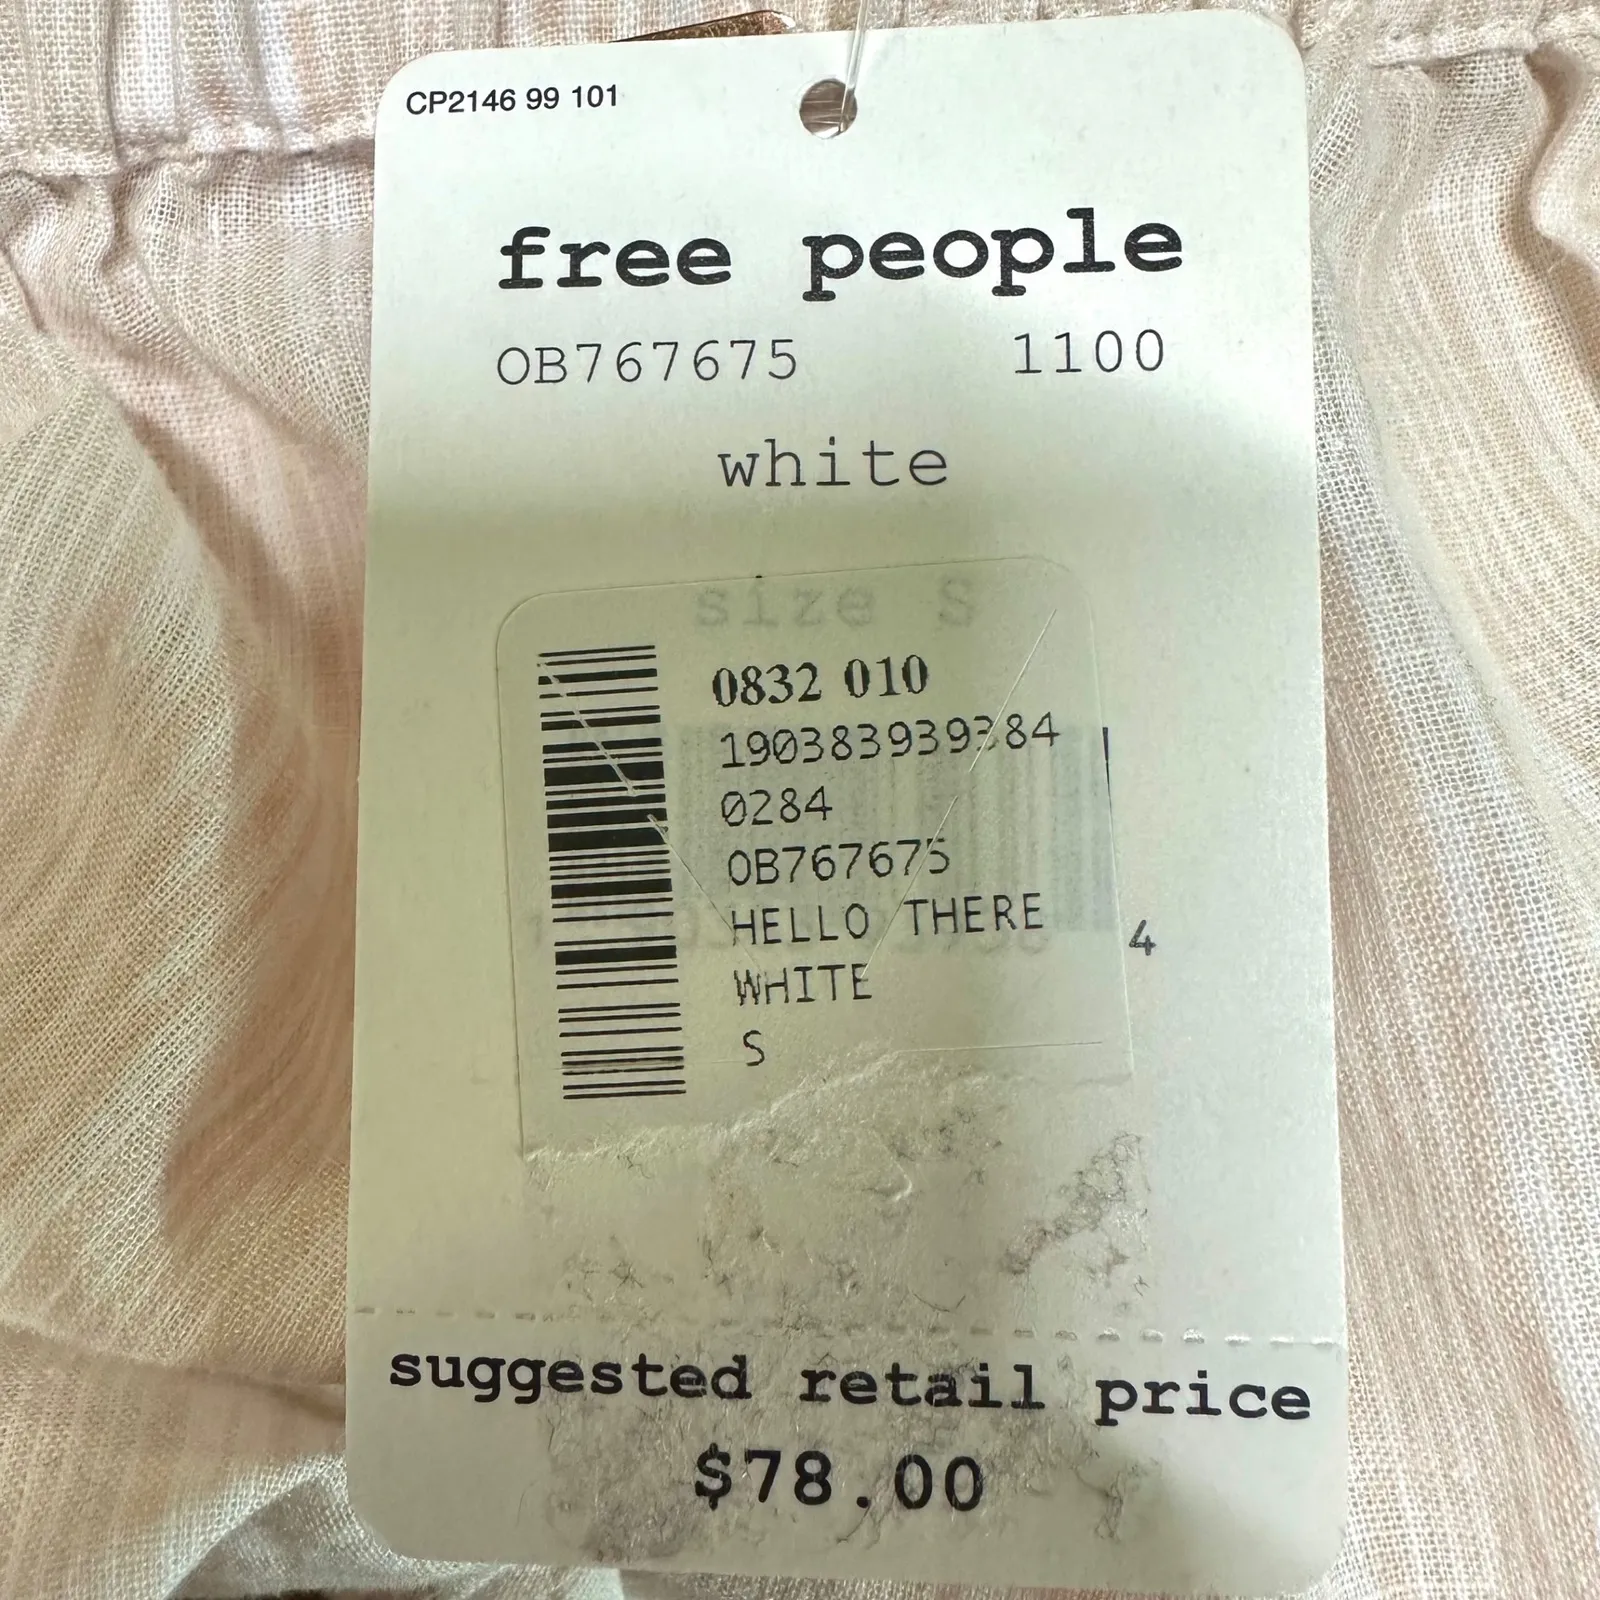 CP2146 99 101
free people
OB767675 1100
white
size S
0832 010
190383939384
0284
OB767675
HELLO THERE
4
WHITE
S
suggested retail price
$78.00